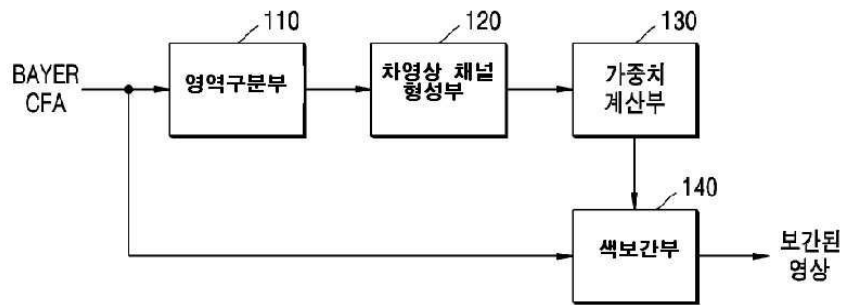 110
120
130
BAYER
CFA
영역구분부
차영상 채널
형성부
가중치
계산부
140
색보간부
보간된
영상